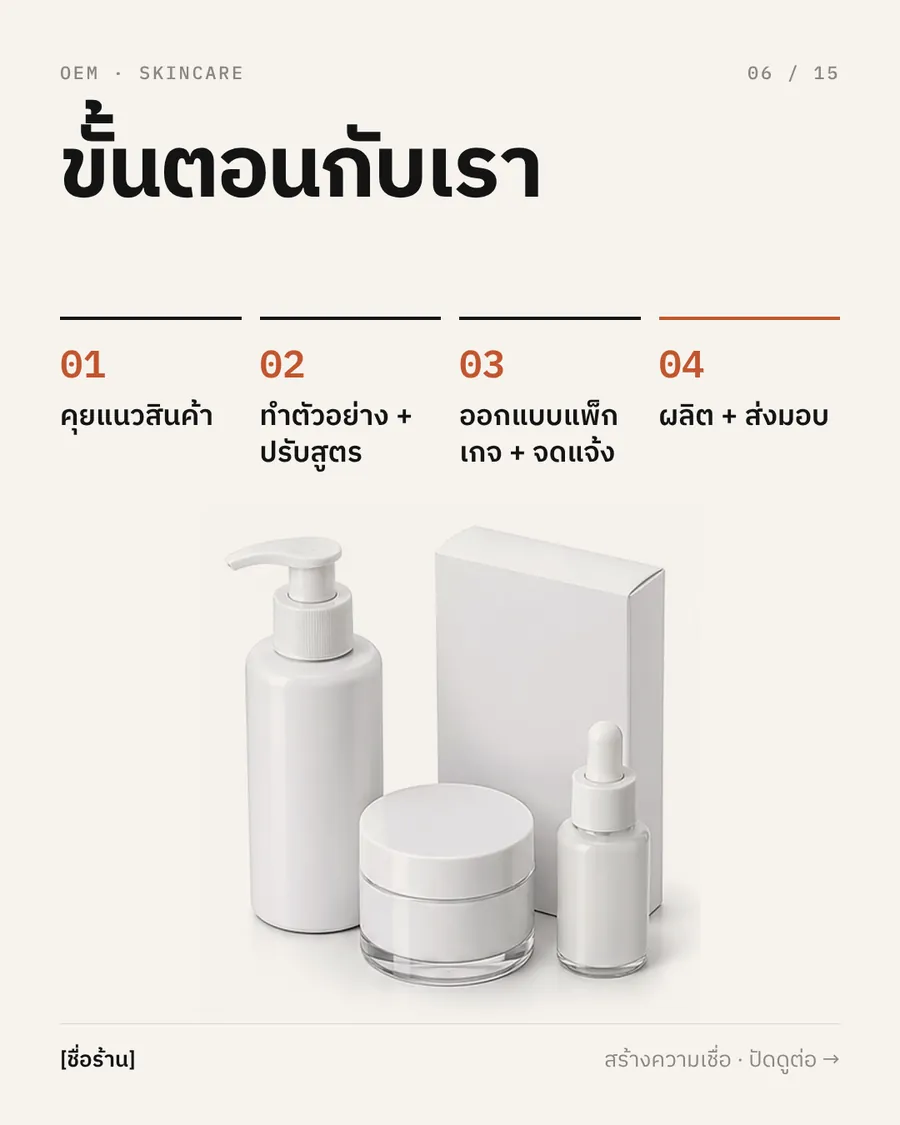 OEM · SKINCARE
06 / 15
ขั้นตอนกับเรา
01
คุยแนวสินค้า
02
ทำตัวอย่าง +
ปรับสูตร
03
ออกแบบแพ็ก
เกจ + จดแจ้ง
04
ผลิต + ส่งมอบ
[ชื่อร้าน]
สร้างความเชื่อ · ปัดดูต่อ →